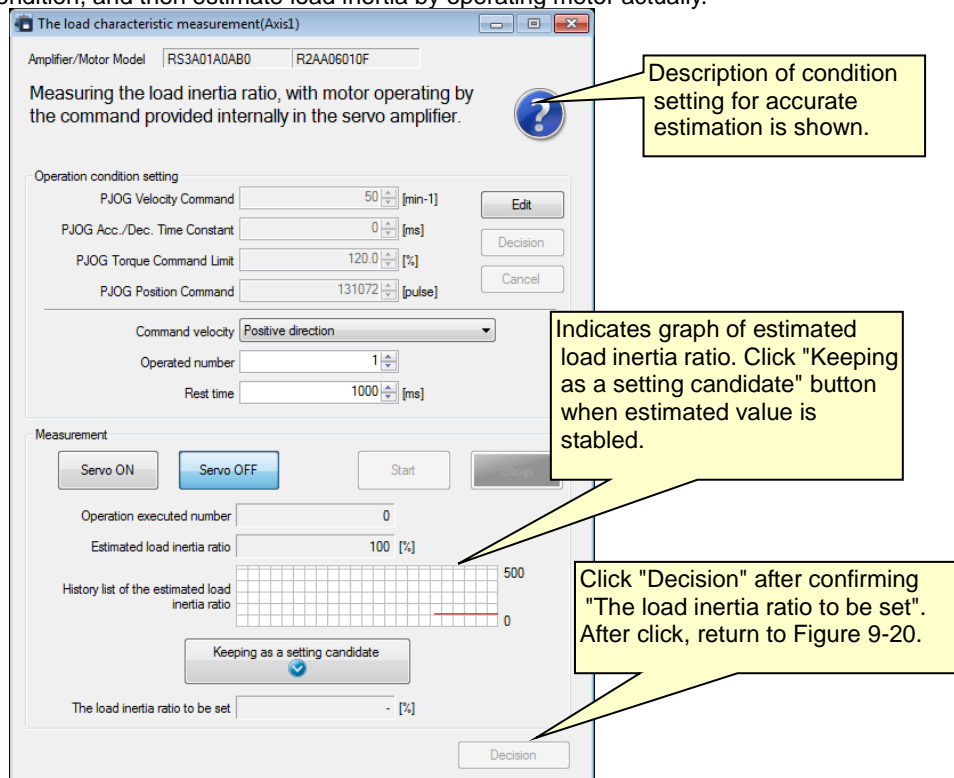 ondition, and then estimate load inertia by operating motor actually.
The load characteristic measurement(Axis1)
Amplifier/Motor Model RS3A01A0AB0 R2AA06010F
Measuring the load inertia ratio, with motor operating by
the command provided internally in the servo amplifier.
?
Description of condition
setting for accurate
estimation is shown.
Operation condition setting
PJOG Velocity Command 50 [min-1]
Edit
PJOG Acc./Dec. Time Constant 0 [ms]
Decision
PJOG Torque Command Limit 120.0 [%]
Cancel
PJOG Position Command 131072 [pulse]
Command velocity Positive direction
Operated number 1
Rest time 1000 [ms]
Indicates graph of estimated
load inertia ratio. Click "Keeping
as a setting candidate" button
when estimated value is
stabled.
Measurement
Servo ON Servo OFF Start Stop
Operation executed number 0
Estimated load inertia ratio 100 [%]
History list of the estimated load
inertia ratio
500
0
Click "Decision" after confirming
"The load inertia ratio to be set".
After click, return to Figure 9-20.
Keeping as a setting candidate
The load inertia ratio to be set - [%]
Decision